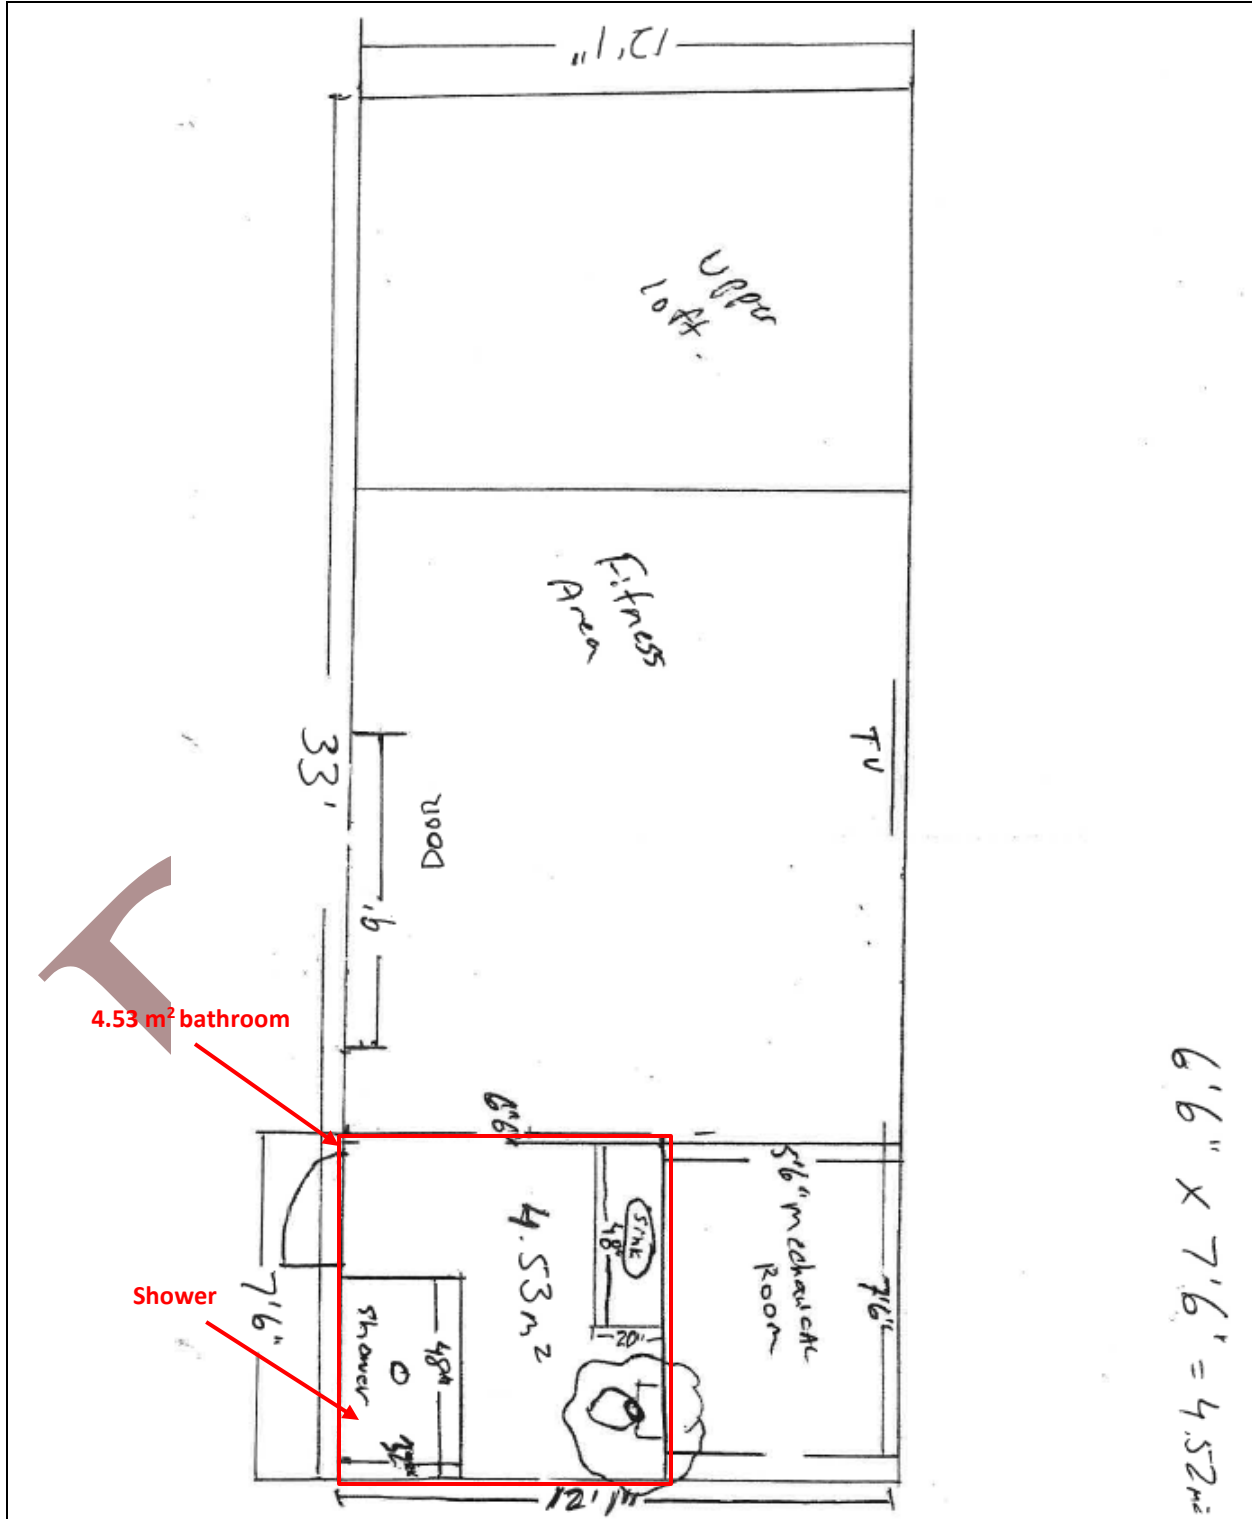 12'1"
Upper
loft.
Fitness
Area
TV
33'
DOOR
9'
4.53 m² bathroom
6'6"
5'6" mechanical
Room
7'6"
sink
48"
20"
4.53 m²
7'6"
Shower
shower
48"
12'1"
6'6" x 7'6" = 4.52 m²